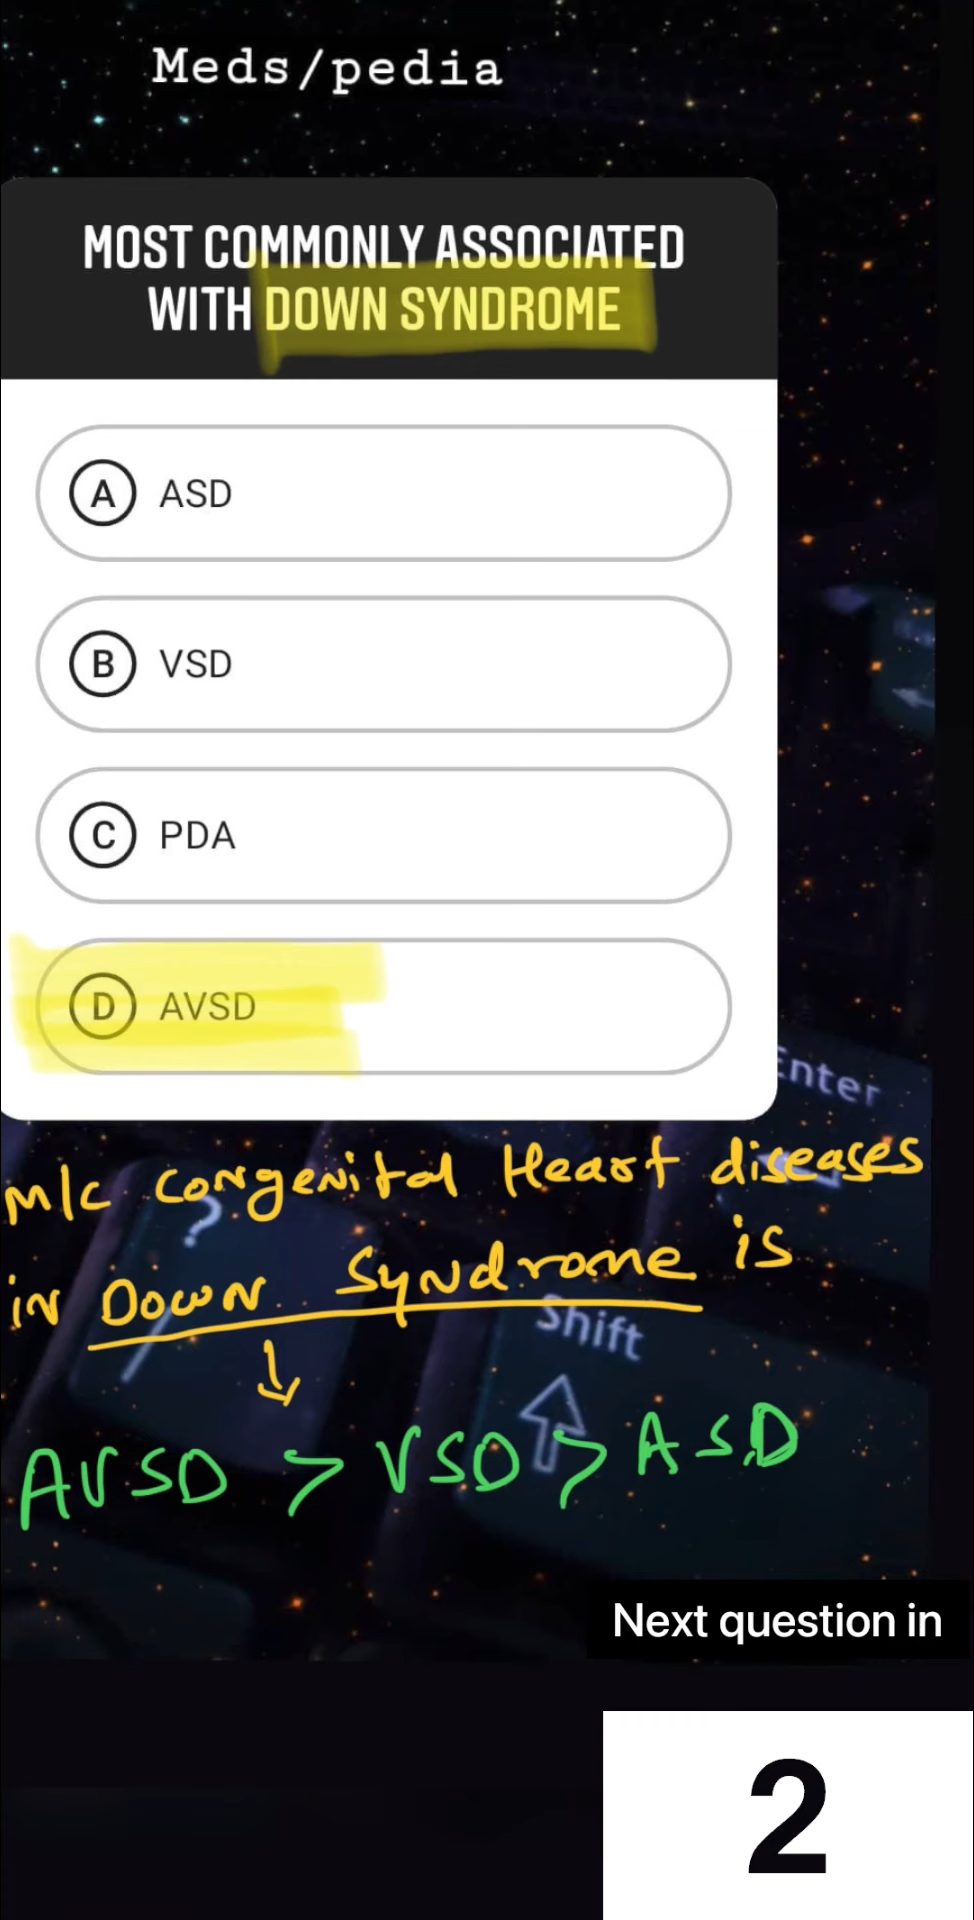 Meds/pedia
MOST COMMONLY ASSOCIATED
WITH DOWN SYNDROME
A ASD
B VSD
C PDA
D AVSD
Enter
M/c congenital Heart diseases
?
in Down Syndrome is
/
Shift
AVSD > VSD > ASD
Next question in
2